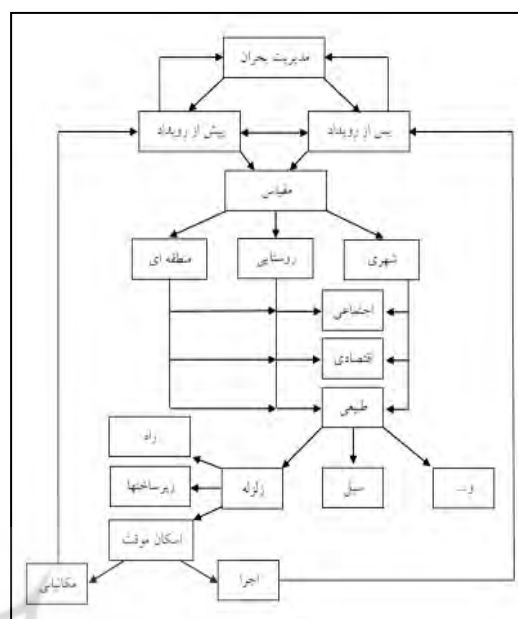 مدیریت بحران
پس از رویداد
پیش از رویداد
مقیاس
شهری
روستایی
منطقه ای
اجتماعی
اقتصادی
طبیعی
راه
و...
سیل
زلزله
زیرساختها
اسکان موقت
اجرا
مکانیابی